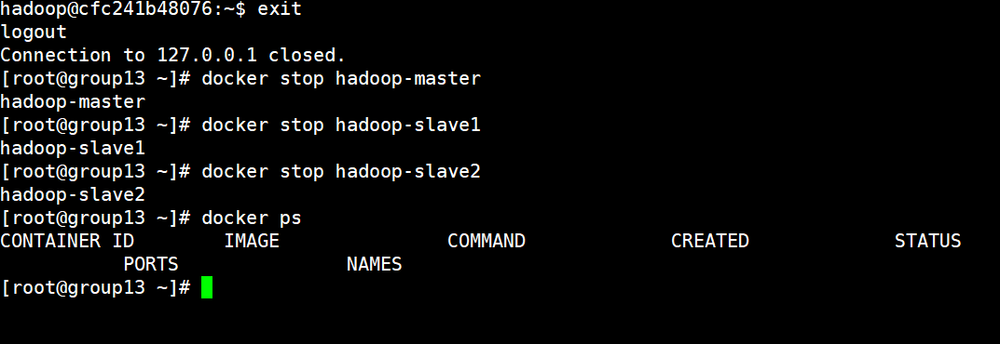 hadoop@cfc241b48076:~$ exit
logout
Connection to 127.0.0.1 closed.
[root@group13 ~]# docker stop hadoop-master
hadoop-master
[root@group13 ~]# docker stop hadoop-slave1
hadoop-slave1
[root@group13 ~]# docker stop hadoop-slave2
hadoop-slave2
[root@group13 ~]# docker ps
CONTAINER ID        IMAGE               COMMAND             CREATED             STATUS
           PORTS               NAMES
[root@group13 ~]#